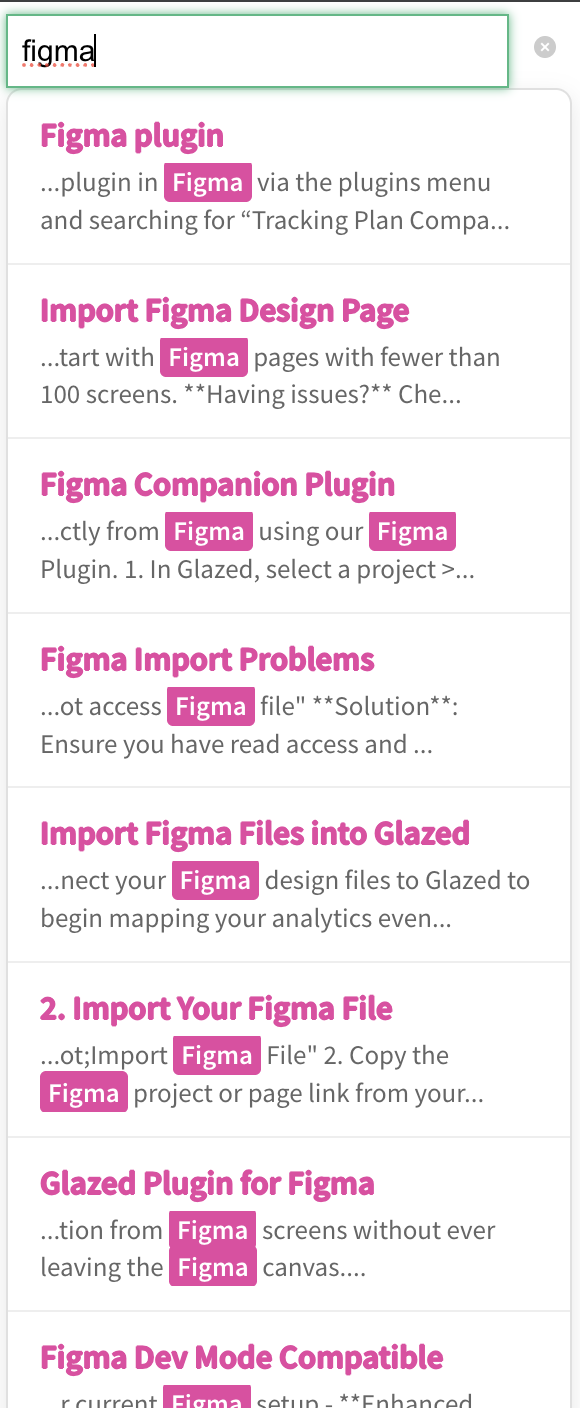 figma
Figma plugin
...plugin in Figma via the plugins menu
and searching for “Tracking Plan Compa...
Import Figma Design Page
...tart with Figma pages with fewer than
100 screens. **Having issues?** Che...
Figma Companion Plugin
...ctly from Figma using our Figma
Plugin. 1. In Glazed, select a project >...
Figma Import Problems
...ot access Figma file" **Solution**:
Ensure you have read access and ...
Import Figma Files into Glazed
...nect your Figma design files to Glazed to
begin mapping your analytics even...
2. Import Your Figma File
...ot;Import Figma File" 2. Copy the
Figma project or page link from your...
Glazed Plugin for Figma
...tion from Figma screens without ever
leaving the Figma canvas....
Figma Dev Mode Compatible
...r current Figma setup - **Enhanced